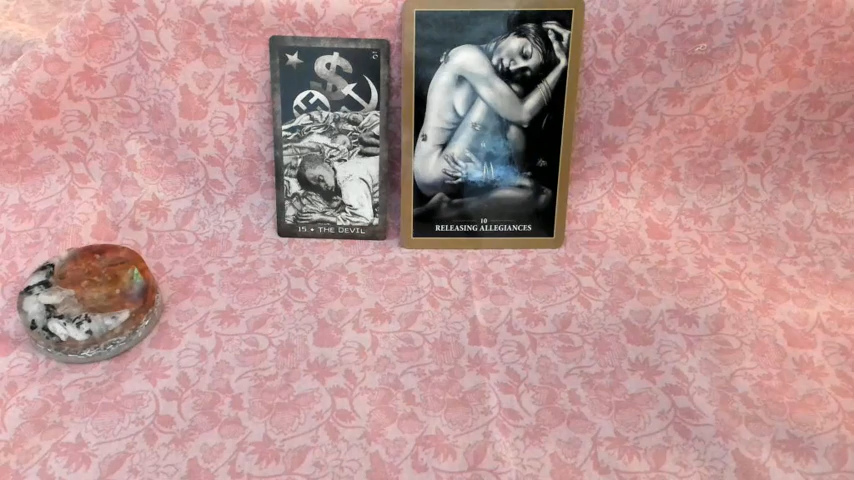 $
15 • THE DEVIL
10
RELEASING ALLEGIANCES